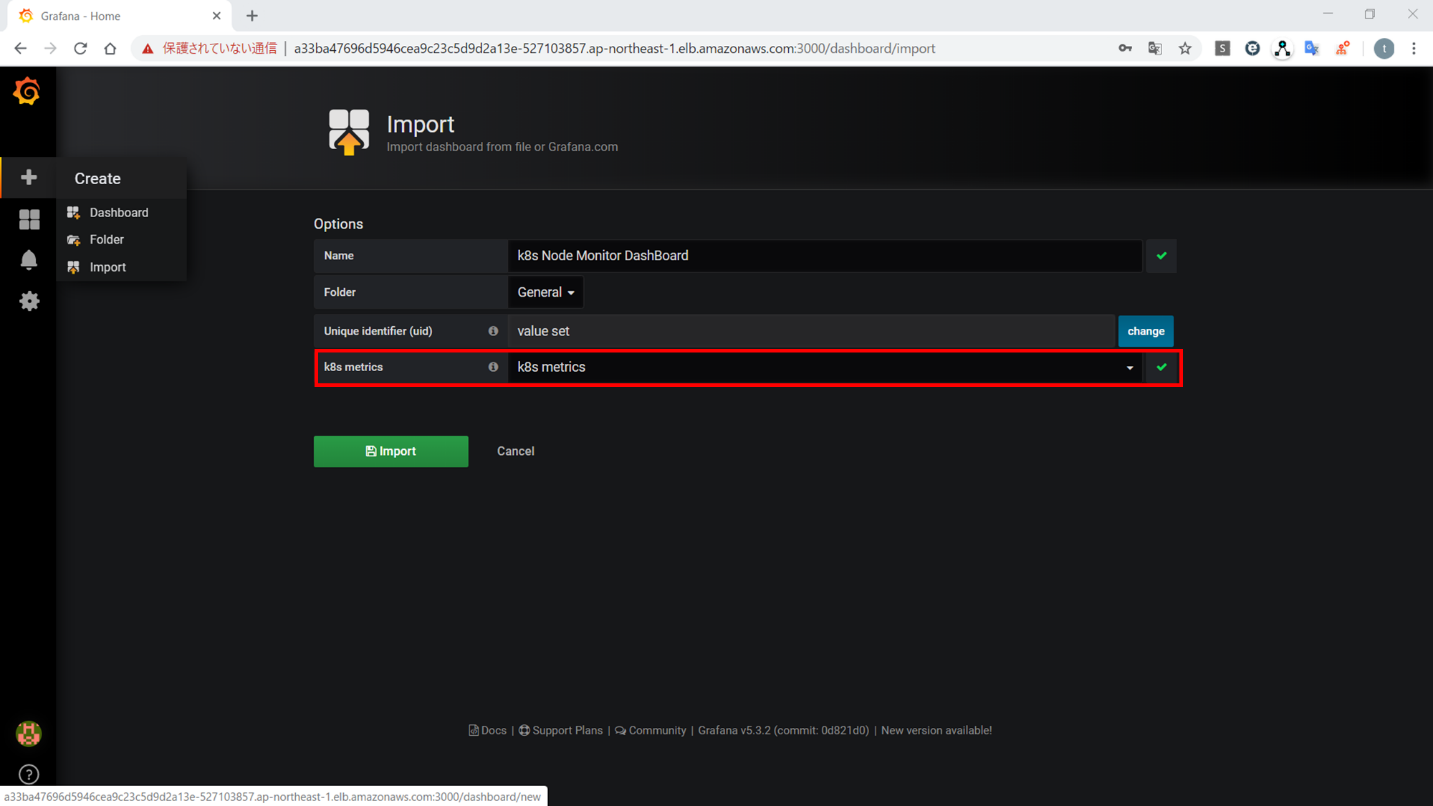 Grafana - Home
保護されていない通信 | a33ba47696d5946cea9c23c5d9d2a13e-527103857.ap-northeast-1.elb.amazonaws.com:3000/dashboard/import
S
t
Import
Import dashboard from file or Grafana.com
Create
Dashboard
Folder
Import
Options
Name
k8s Node Monitor DashBoard
Folder
General
Unique identifier (uid)
value set
change
k8s metrics
k8s metrics
Import
Cancel
Docs | Support Plans | Community | Grafana v5.3.2 (commit: 0d821d0) | New version available!
a33ba47696d5946cea9c23c5d9d2a13e-527103857.ap-northeast-1.elb.amazonaws.com:3000/dashboard/new